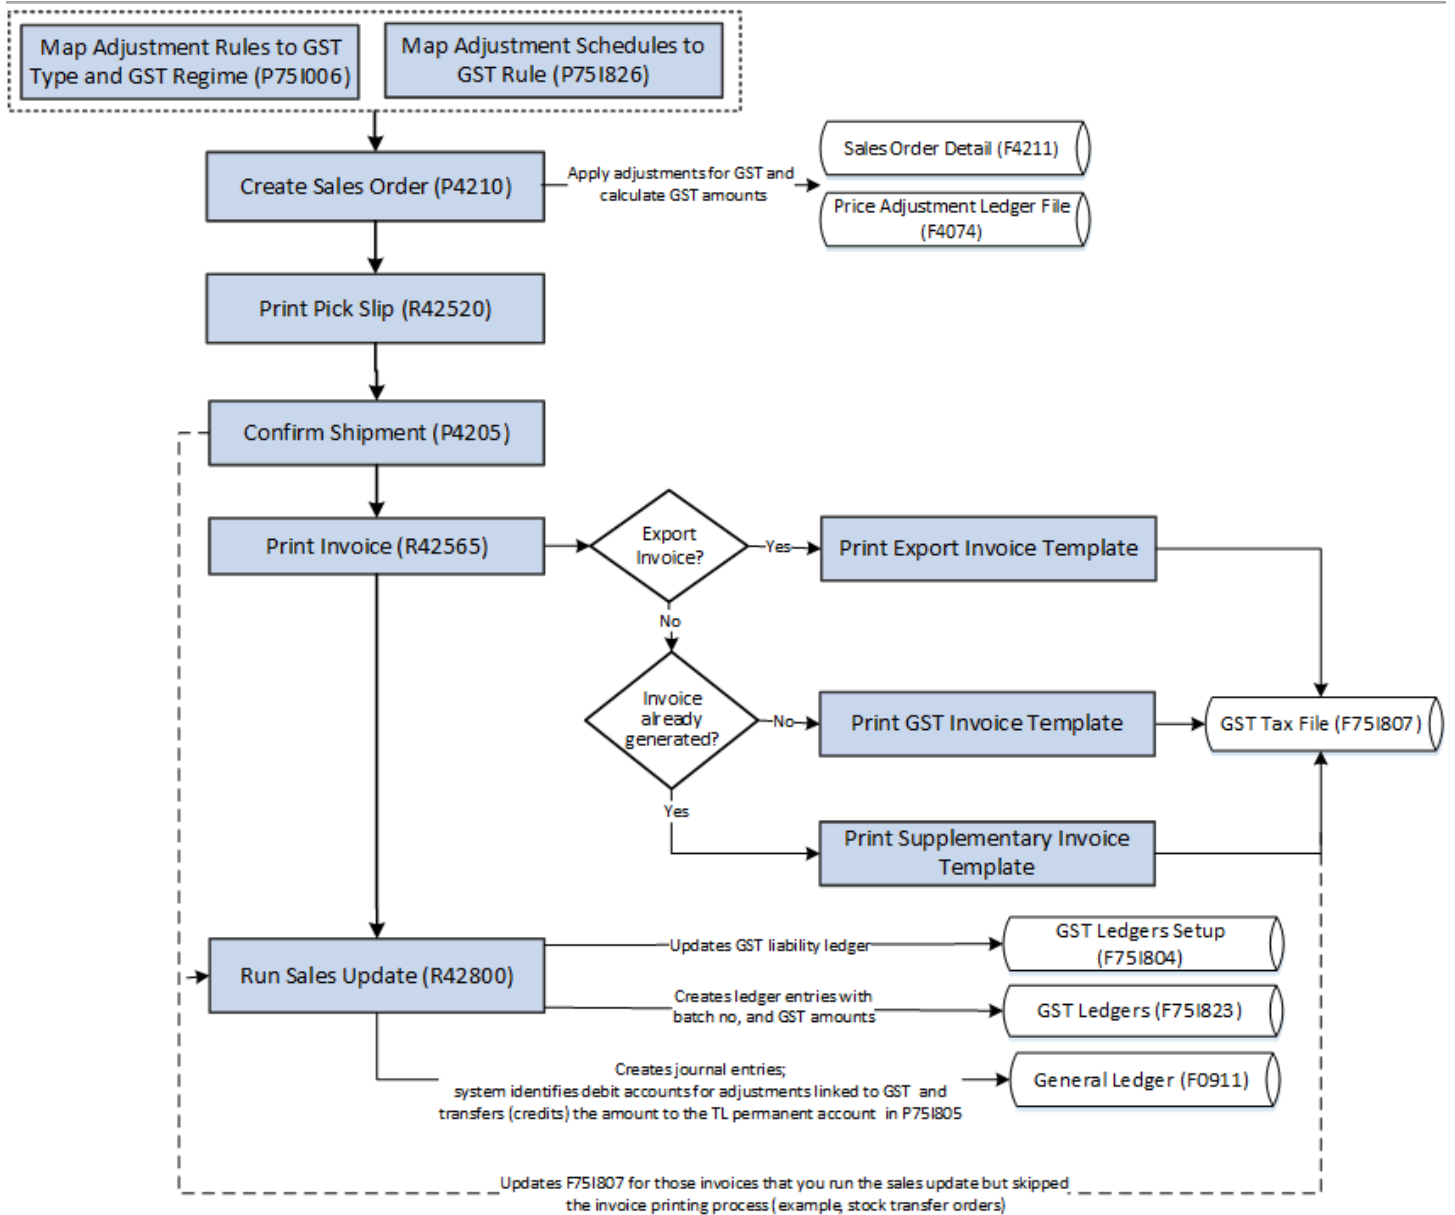 Map Adjustment Rules to GST
Type and GST Regime (P75I006)
Map Adjustment Schedules to
GST Rule (P75I826)
Create Sales Order (P4210)
Apply adjustments for GST and
calculate GST amounts
Sales Order Detail (F4211)
Price Adjustment Ledger File
(F4074)
Print Pick Slip (R42520)
Confirm Shipment (P4205)
Print Invoice (R42565)
Export
Invoice?
Yes
Print Export Invoice Template
No
Invoice
already
generated?
No
Print GST Invoice Template
GST Tax File (F75I807)
Yes
Print Supplementary Invoice
Template
Run Sales Update (R42800)
Updates GST liability ledger
GST Ledgers Setup
(F75I804)
Creates ledger entries with
batch no, and GST amounts
GST Ledgers (F75I823)
Creates journal entries;
system identifies debit accounts for adjustments linked to GST and
transfers (credits) the amount to the TL permanent account in P75I805
General Ledger (F0911)
Updates F75I807 for those invoices that you run the sales update but skipped
the invoice printing process (example, stock transfer orders)